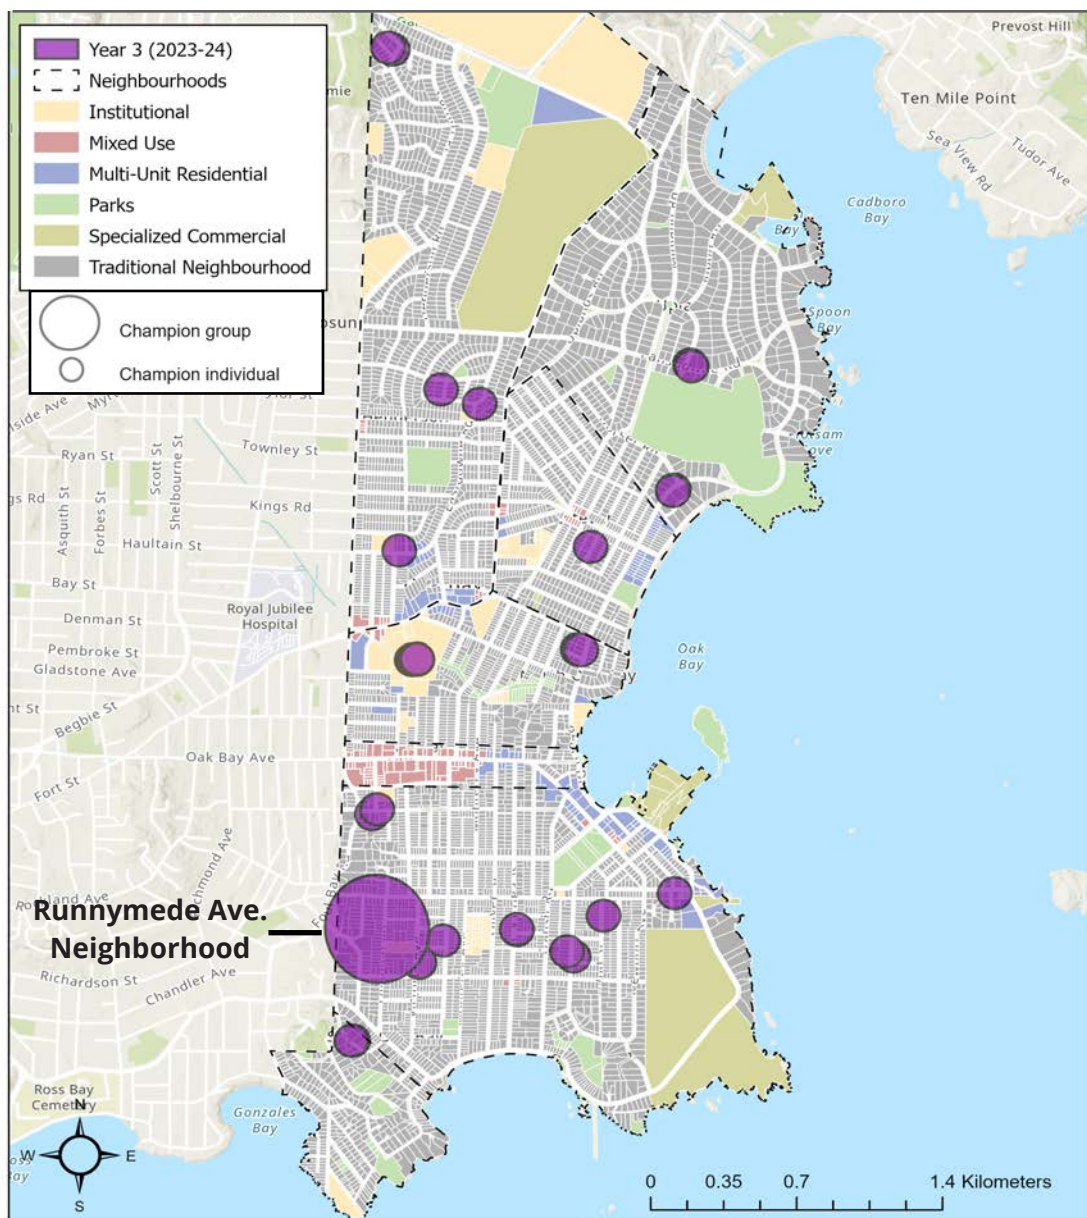 Year 3 (2023-24)
Neighbourhoods
Institutional
Mixed Use
Multi-Unit Residential
Parks
Specialized Commercial
Traditional Neighbourhood
Champion group
Champion individual
Prevost Hill
Ten Mile Point
Sea View Rd
Tudor Ave
Cadboro
Bay
Bay
Spoon
Bay
Ryan St
Townley St
Scott St
Shelbourne St
Asquith St
Forbes St
Kings Rd
Haultain St
Bay St
Denman St
Royal Jubilee
Hospital
Pembroke St
Gladstone Ave
Begbie St
Oak Bay Ave
Fort St
Oak
Bay
Runnymede Ave.
Neighborhood
Richardson St
Chandler Ave
Ross Bay
Cemetery
Gonzales
Bay
N
W
E
S
0
0.35
0.7
1.4 Kilometers